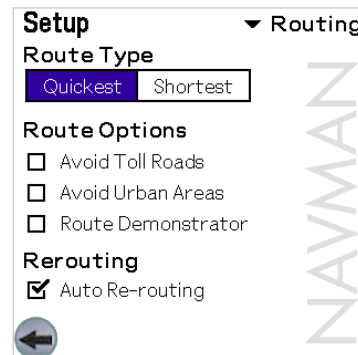 Setup Routing
Route Type
Quickest Shortest
Route Options
Avoid Toll Roads
Avoid Urban Areas
Route Demonstrator
Rerouting
Auto Re-routing
NAVMAN